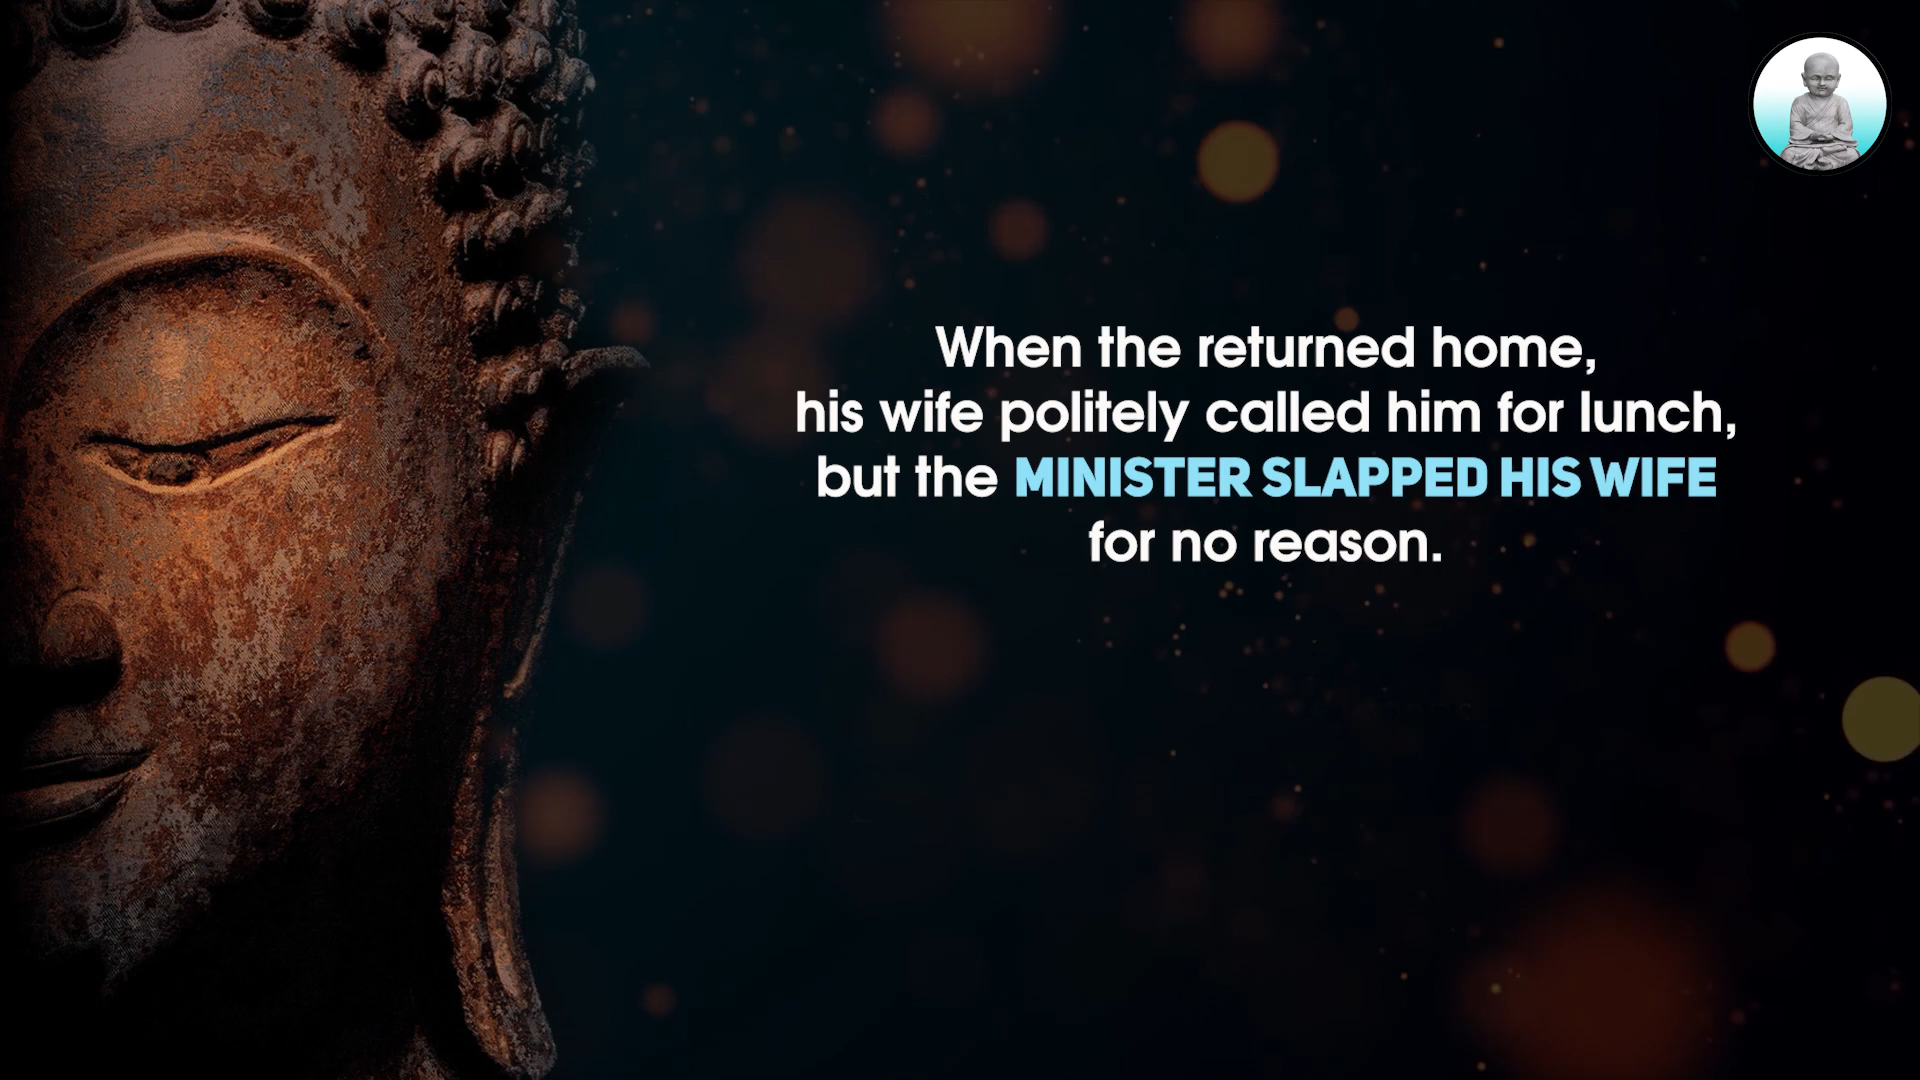 When the returned home,
his wife politely called him for lunch,
but the MINISTER SLAPPED HIS WIFE
for no reason.